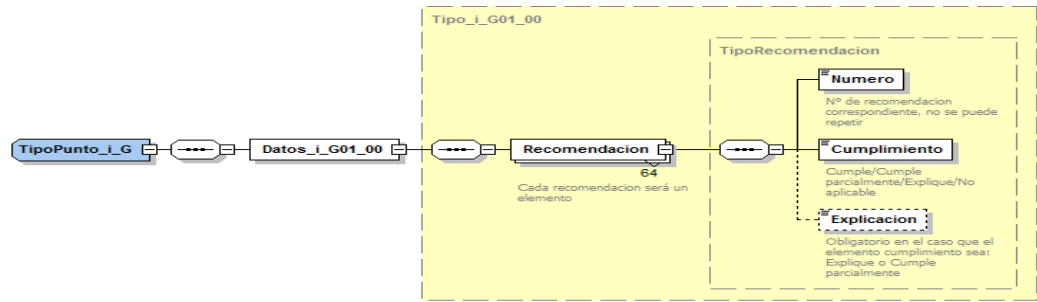 Tipo_i_G01_00
TipoRecomendacion
Numero
Nº de recomendacion
correspondiente, no se puede
repetir
TipoPunto_i_G
Datos_i_G01_00
Recomendacion
64
Cada recomendacion será un
elemento
Cumplimiento
Cumple/Cumple
parcialmente/Explique/No
aplicable
Explicacion
Obligatorio en el caso que el
elemento cumplimiento sea:
Explique o Cumple
parcialmente